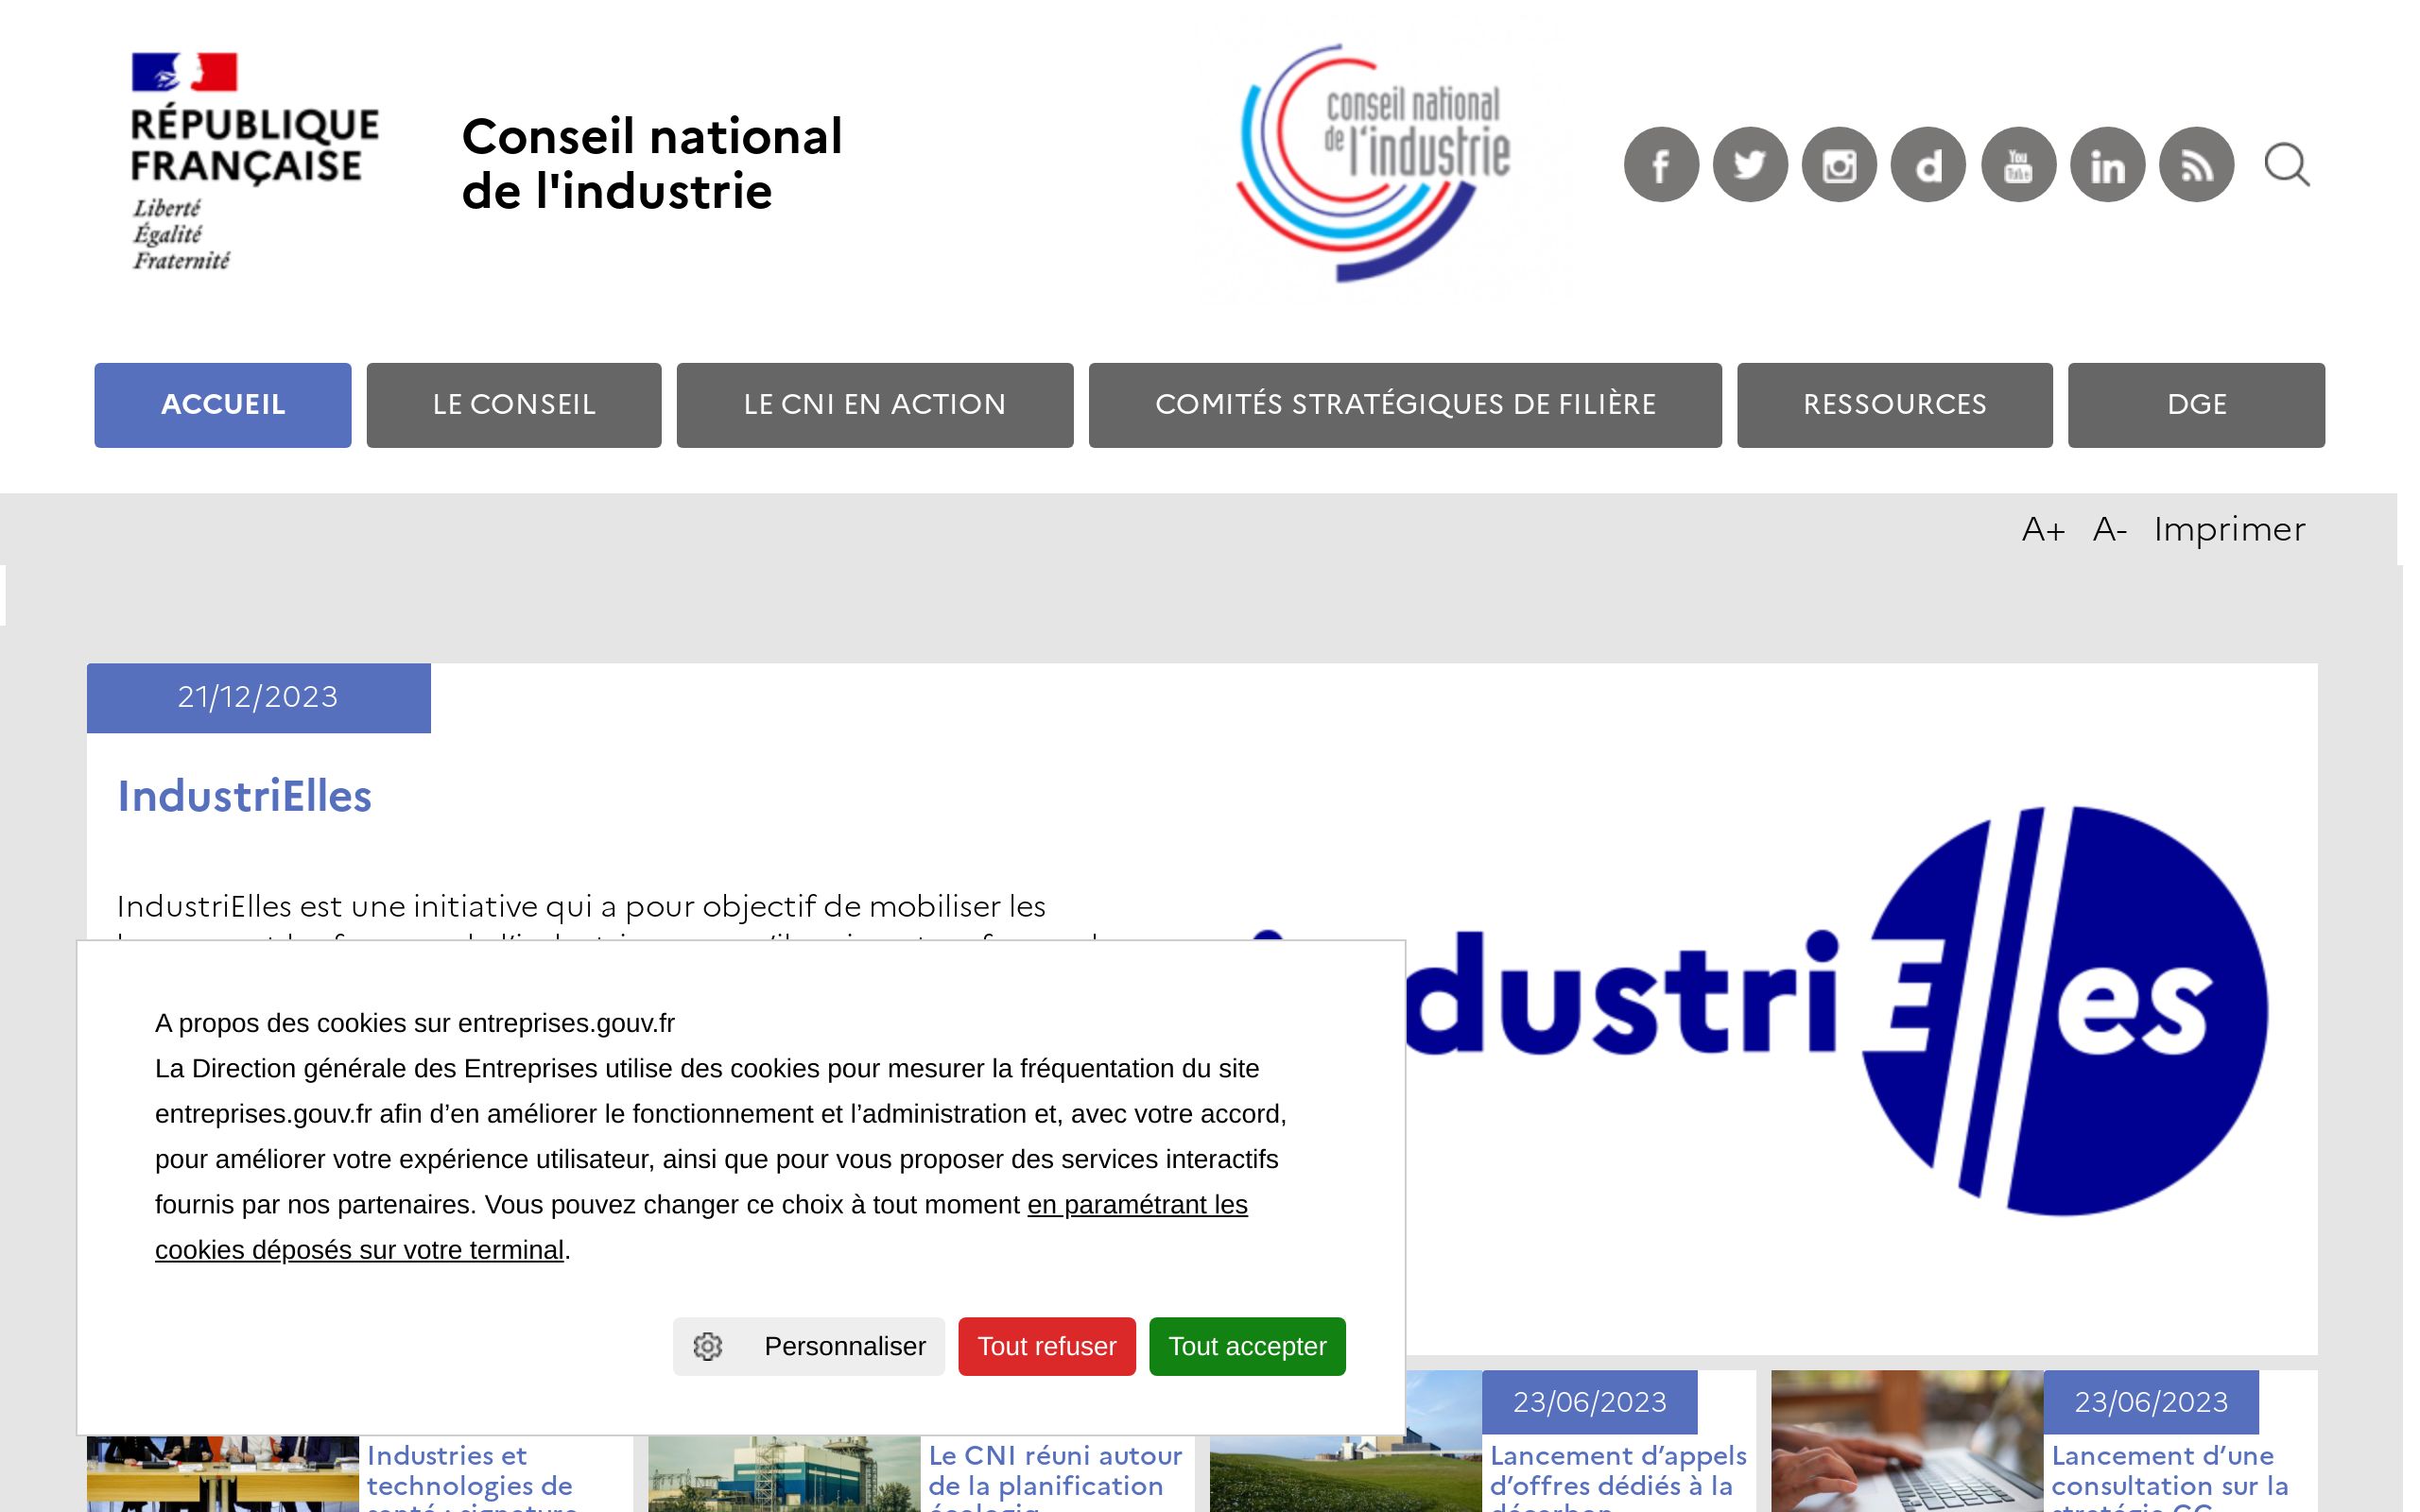 RÉPUBLIQUE
FRANÇAISE
Liberté
Égalité
Fraternité
Conseil national
de l'industrie
conseil national
de l'industrie
f
d
You
Tube
in
ACCUEIL
LE CONSEIL
LE CNI EN ACTION
COMITÉS STRATÉGIQUES DE FILIÈRE
RESSOURCES
DGE
A+ A- Imprimer
21/12/2023
IndustriElles
IndustriElles est une initiative qui a pour objectif de mobiliser les
dustriElles
A propos des cookies sur entreprises.gouv.fr
La Direction générale des Entreprises utilise des cookies pour mesurer la fréquentation du site
entreprises.gouv.fr afin d’en améliorer le fonctionnement et l’administration et, avec votre accord,
pour améliorer votre expérience utilisateur, ainsi que pour vous proposer des services interactifs
fournis par nos partenaires. Vous pouvez changer ce choix à tout moment en paramétrant les
cookies déposés sur votre terminal.
Personnaliser
Tout refuser
Tout accepter
Industries et
technologies de
Le CNI réuni autour
de la planification
23/06/2023
Lancement d’appels
d’offres dédiés à la
23/06/2023
Lancement d’une
consultation sur la